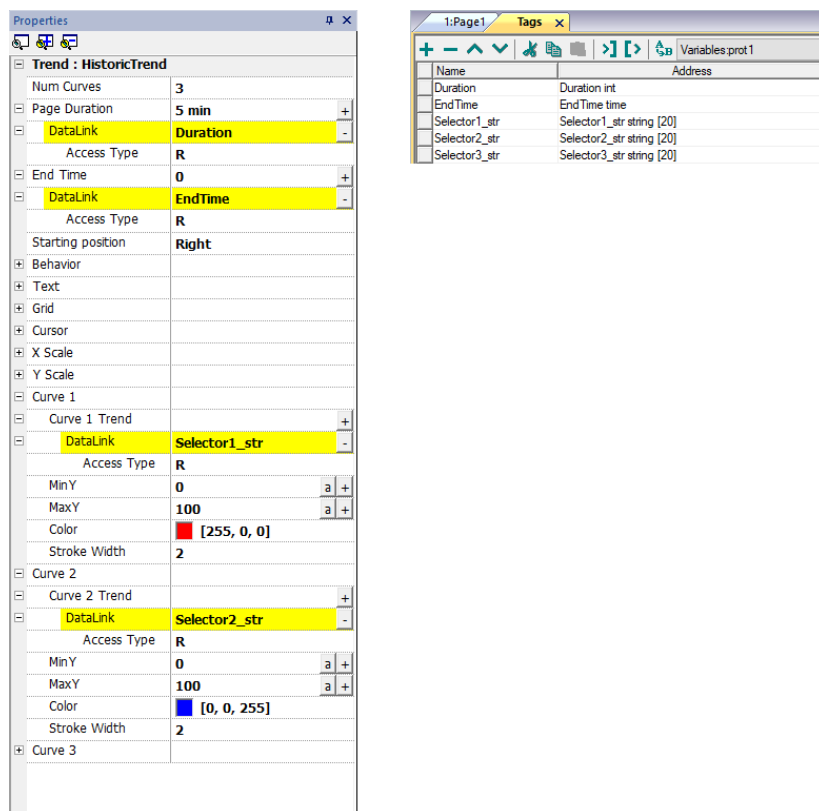 Properties
Trend : HistoricTrend
Num Curves 3
Page Duration 5 min +
DataLink Duration -
Access Type R
End Time 0 +
DataLink EndTime -
Access Type R
Starting position Right
Behavior
Text
Grid
Cursor
X Scale
Y Scale
Curve 1
Curve 1 Trend +
DataLink Selector1_str -
Access Type R
MinY 0 a +
MaxY 100 a +
Color [255, 0, 0]
Stroke Width 2
Curve 2
Curve 2 Trend +
DataLink Selector2_str -
Access Type R
MinY 0 a +
MaxY 100 a +
Color [0, 0, 255]
Stroke Width 2
Curve 3
1:Page1 Tags
Variables:prot1
Name Address
Duration Duration int
EndTime EndTime time
Selector1_str Selector1_str string [20]
Selector2_str Selector2_str string [20]
Selector3_str Selector3_str string [20]